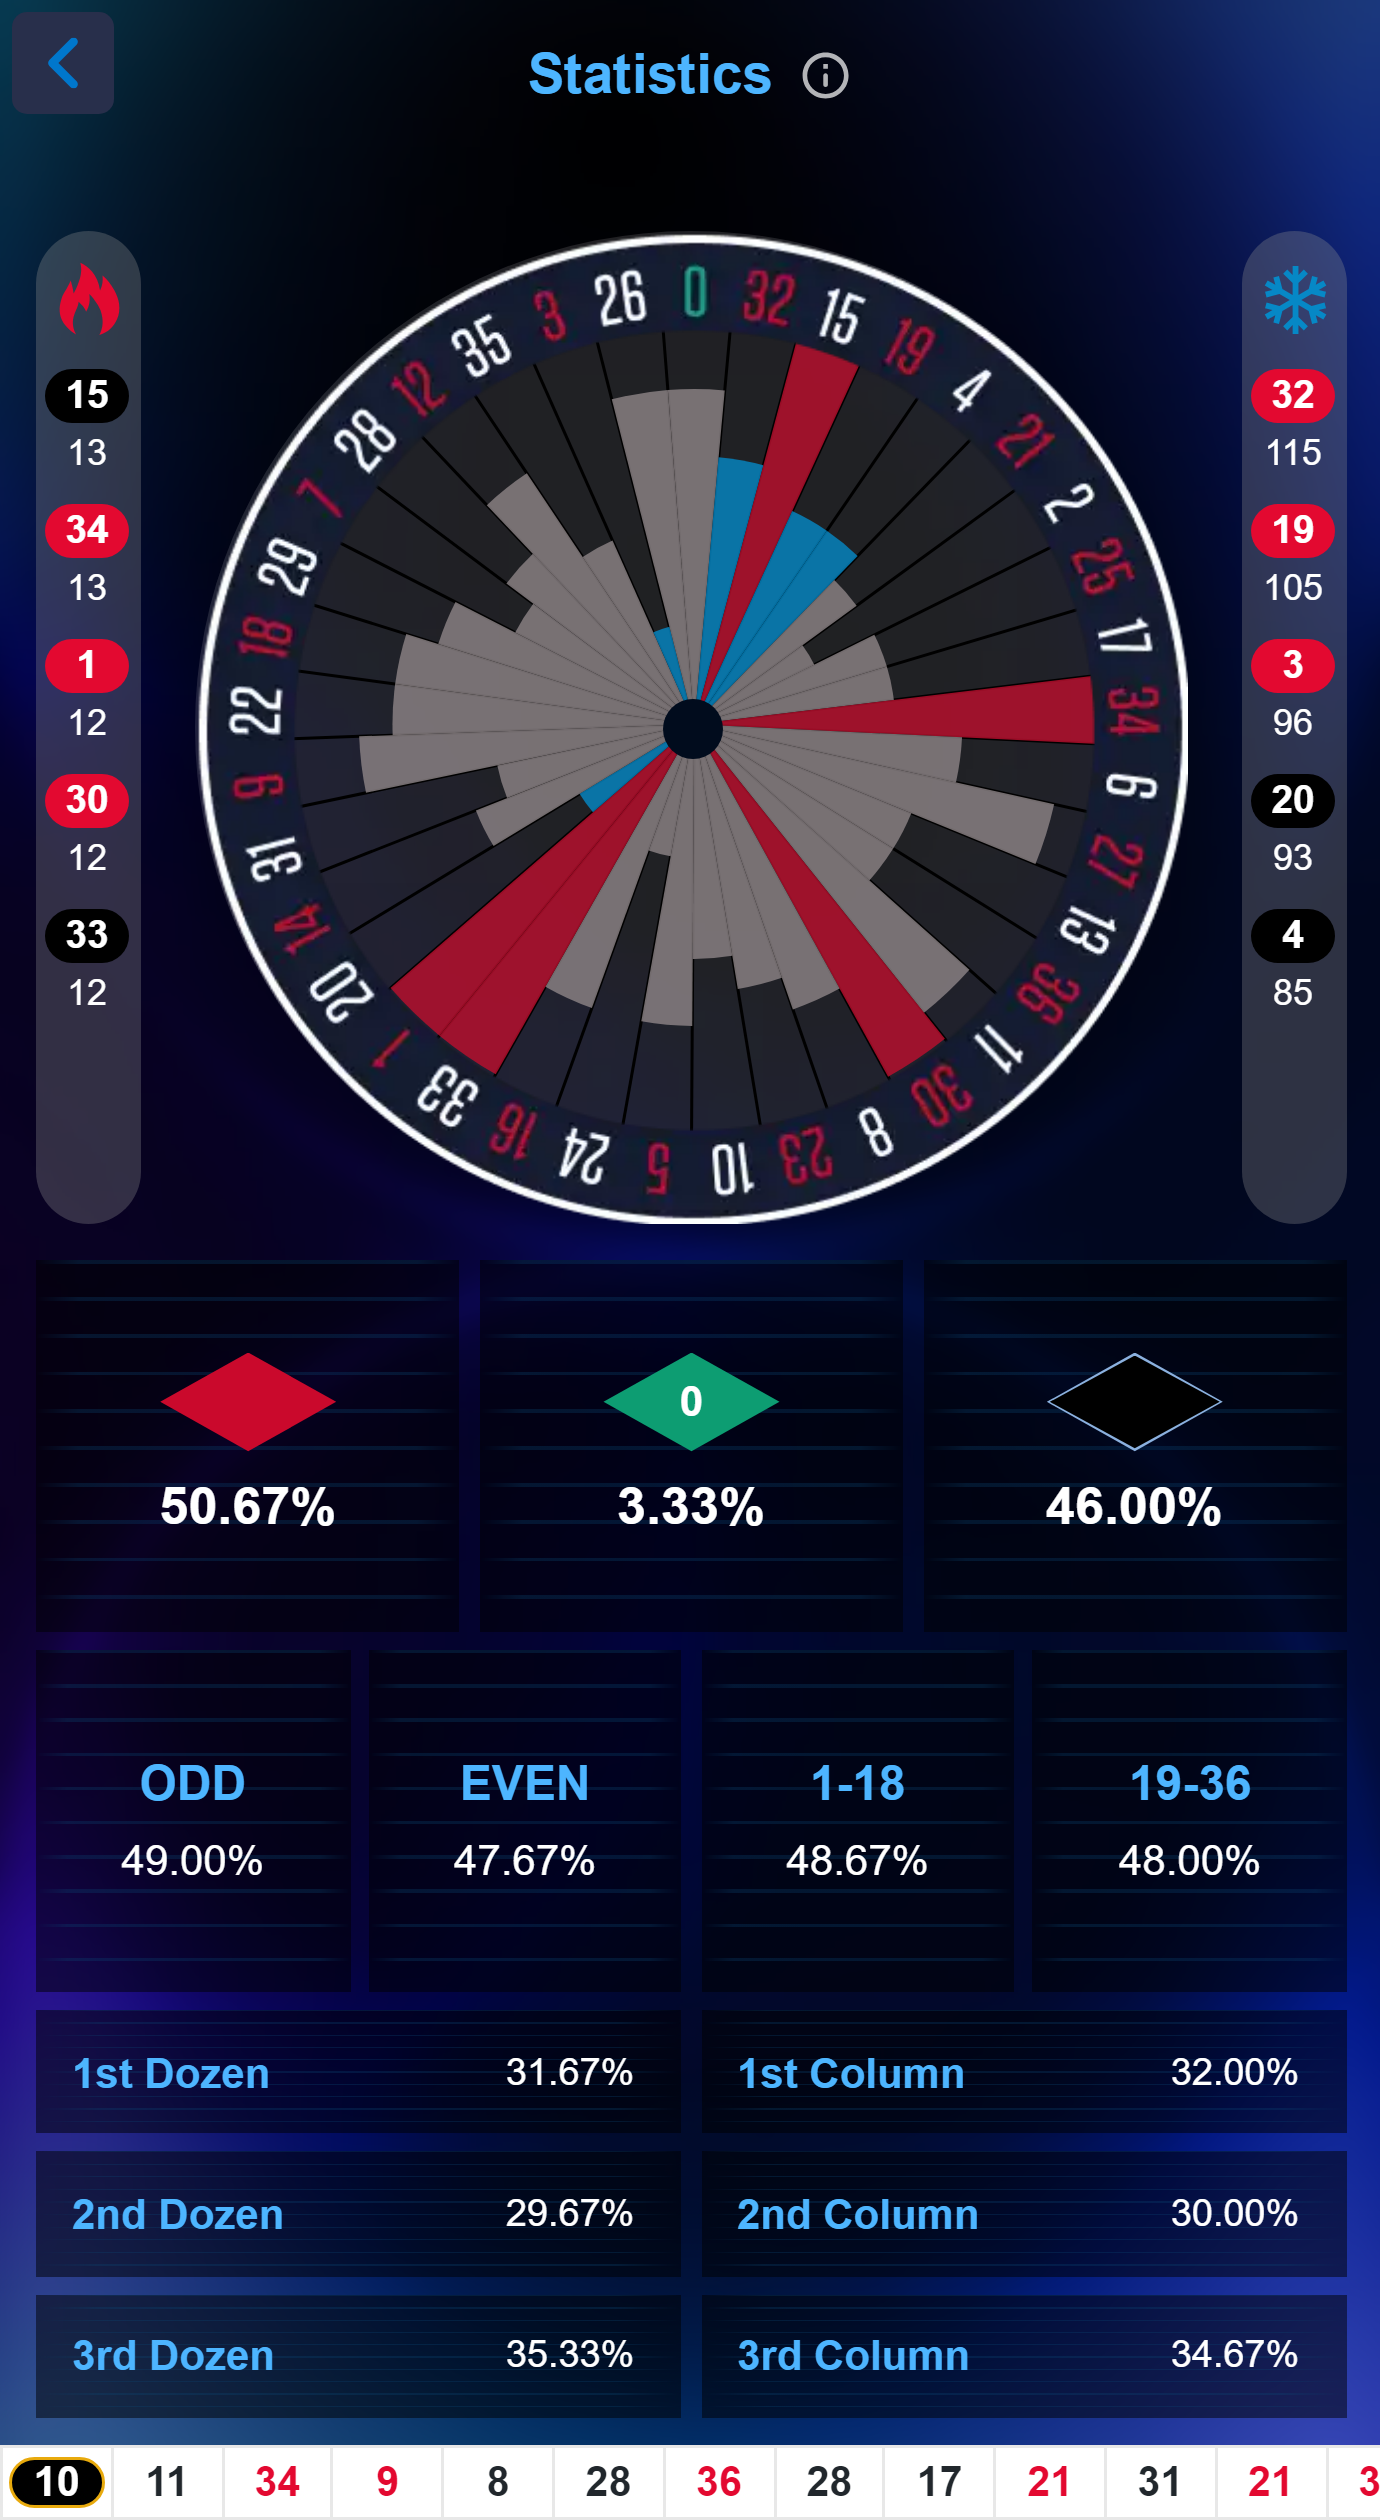 Statistics
0 32 15 19 4 21 2 25 17 34 6 27 13 36 11 30 8 23 10 5 24 16 33 1 20 14 31 9 22 18 29 7 28 12 35 3 26
15
13
34
13
1
12
30
12
33
12
32
115
19
105
3
96
20
93
4
85
0
50.67% 3.33% 46.00%
ODD EVEN 1-18 19-36
49.00% 47.67% 48.67% 48.00%
1st Dozen 31.67% 1st Column 32.00%
2nd Dozen 29.67% 2nd Column 30.00%
3rd Dozen 35.33% 3rd Column 34.67%
10 11 34 9 8 28 36 28 17 21 31 21 3